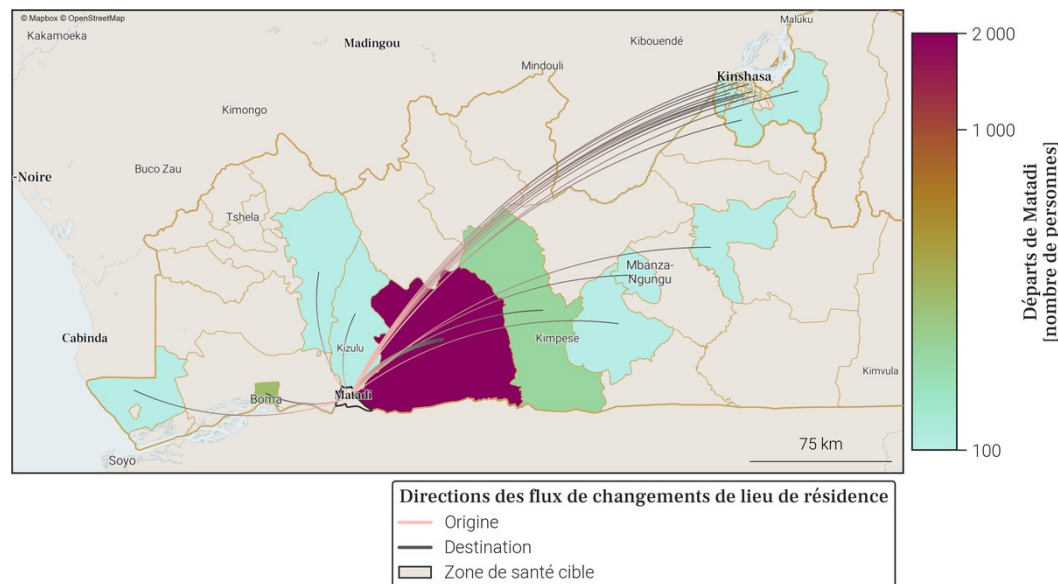 © Mapbox © OpenStreetMap
Maluku
Kakamoeka
Madingou
Kibouendé
Mindouli
Kinshasa
Kimongo
Buco Zau
-Noire
Tshela
Mbanza-
Ngungu
Cabinda
Kizulu
Kimpese
Kimvula
Matadi
Boma
Soyo
75 km
2 000
1 000
100
Départs de Matadi
[nombre de personnes]
Directions des flux de changements de lieu de résidence
Origine
Destination
Zone de santé cible